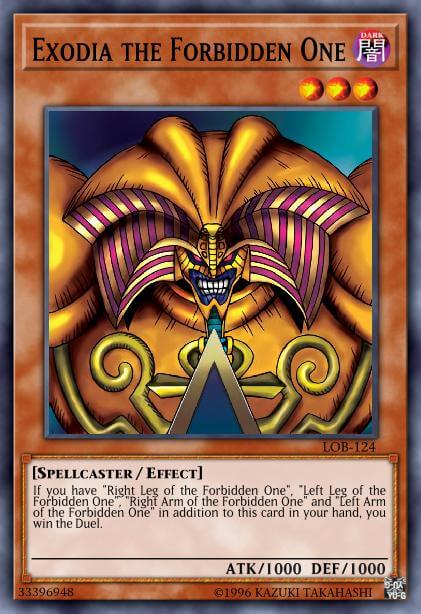 Exodia the Forbidden One
DARK
闇
LOB-124
[Spellcaster / Effect]
If you have "Right Leg of the Forbidden One", "Left Leg of the
Forbidden One", "Right Arm of the Forbidden One" and "Left Arm
of the Forbidden One" in addition to this card in your hand, you
win the Duel.
ATK/1000 DEF/1000
33396948
©1996 KAZUKI TAKAHASHI